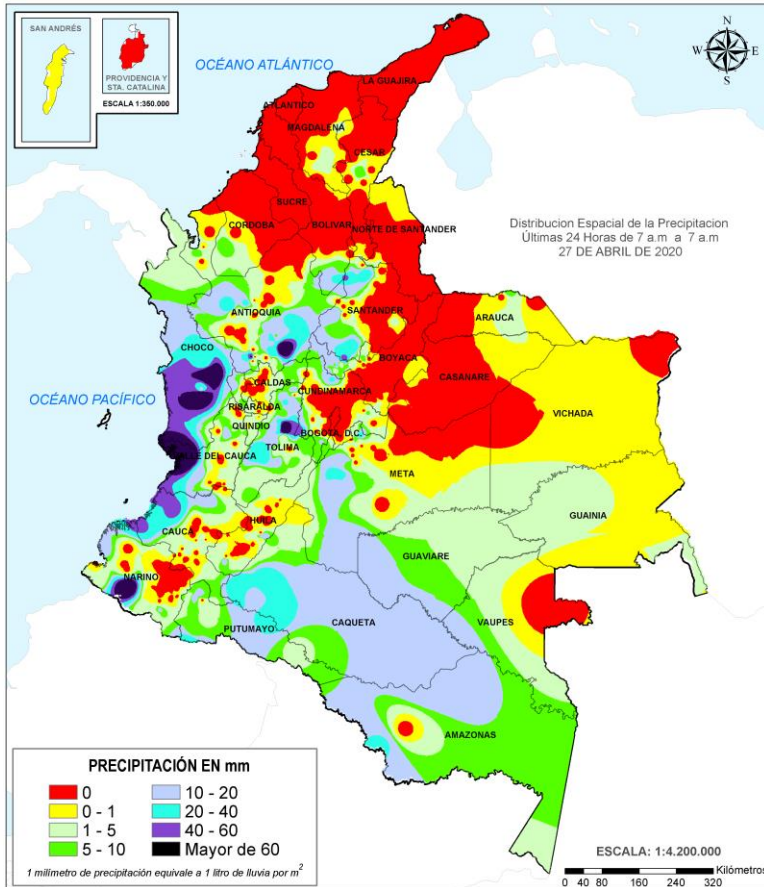 SAN ANDRÉS
PROVIDENCIA Y
STA. CATALINA
ESCALA 1:350.000
N
W
E
S
OCÉANO ATLÁNTICO
LA GUAJIRA
ATLANTICO
MAGDALENA
CESAR
SUCRE
CORDOBA
BOLIVAR
NORTE DE SANTANDER
Distribucion Espacial de la Precipitacion
Últimas 24 Horas de 7 a.m a 7 a.m
27 DE ABRIL DE 2020
ANTIOQUIA
SANTANDER
ARAUCA
CHOCO
BOYACA
CASANARE
OCÉANO PACÍFICO
CALDAS
CUNDINAMARCA
RISARALDA
VICHADA
QUINDIO
BOGOTA, D.C.
TOLIMA
VALLE DEL CAUCA
META
GUAINIA
CAUCA
HUILA
GUAVIARE
NARIÑO
VAUPES
PUTUMAYO
CAQUETA
AMAZONAS
PRECIPITACIÓN EN mm
0
10 - 20
0 - 1
20 - 40
1 - 5
40 - 60
5 - 10
Mayor de 60
1 milímetro de precipitación equivale a 1 litro de lluvia por m²
ESCALA: 1:4.200.000
Kilómetros
0 40 80 160 240 320